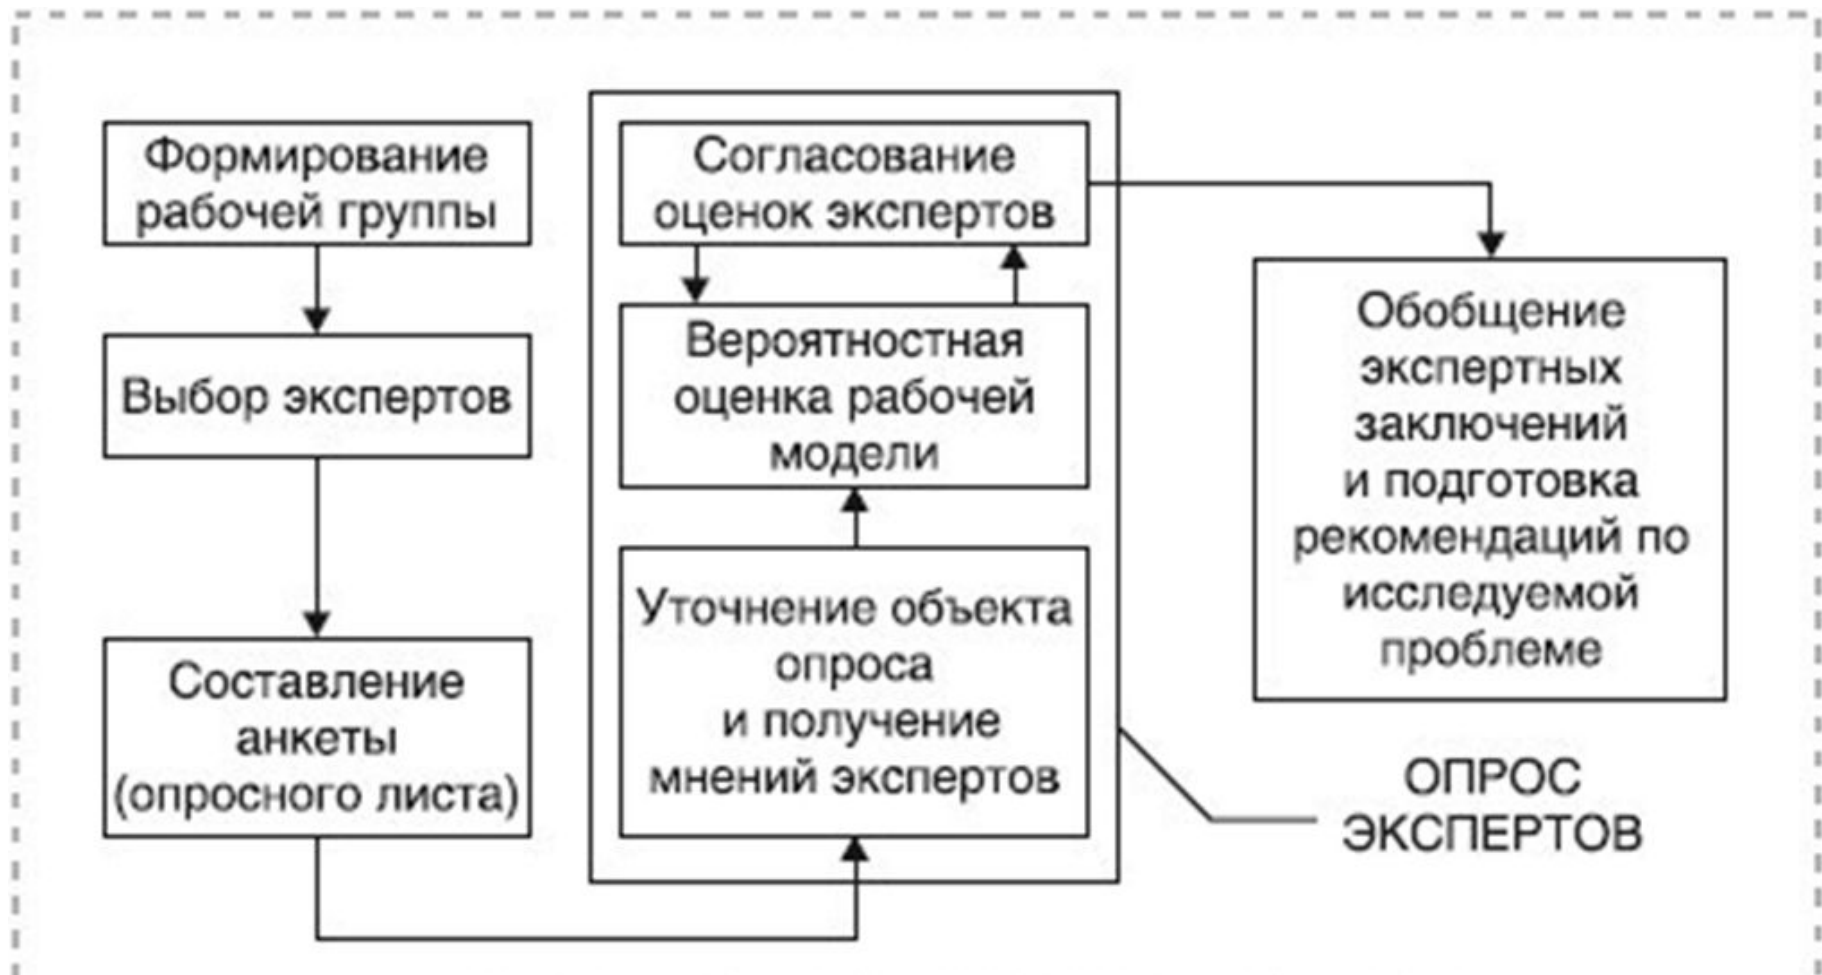 Формирование
рабочей группы
Выбор экспертов
Составление
анкеты
(опросного листа)
Согласование
оценок экспертов
Вероятностная
оценка рабочей
модели
Уточнение объекта
опроса
и получение
мнений экспертов
Обобщение
экспертных
заключений
и подготовка
рекомендаций по
исследуемой
проблеме
ОПРОС
ЭКСПЕРТОВ